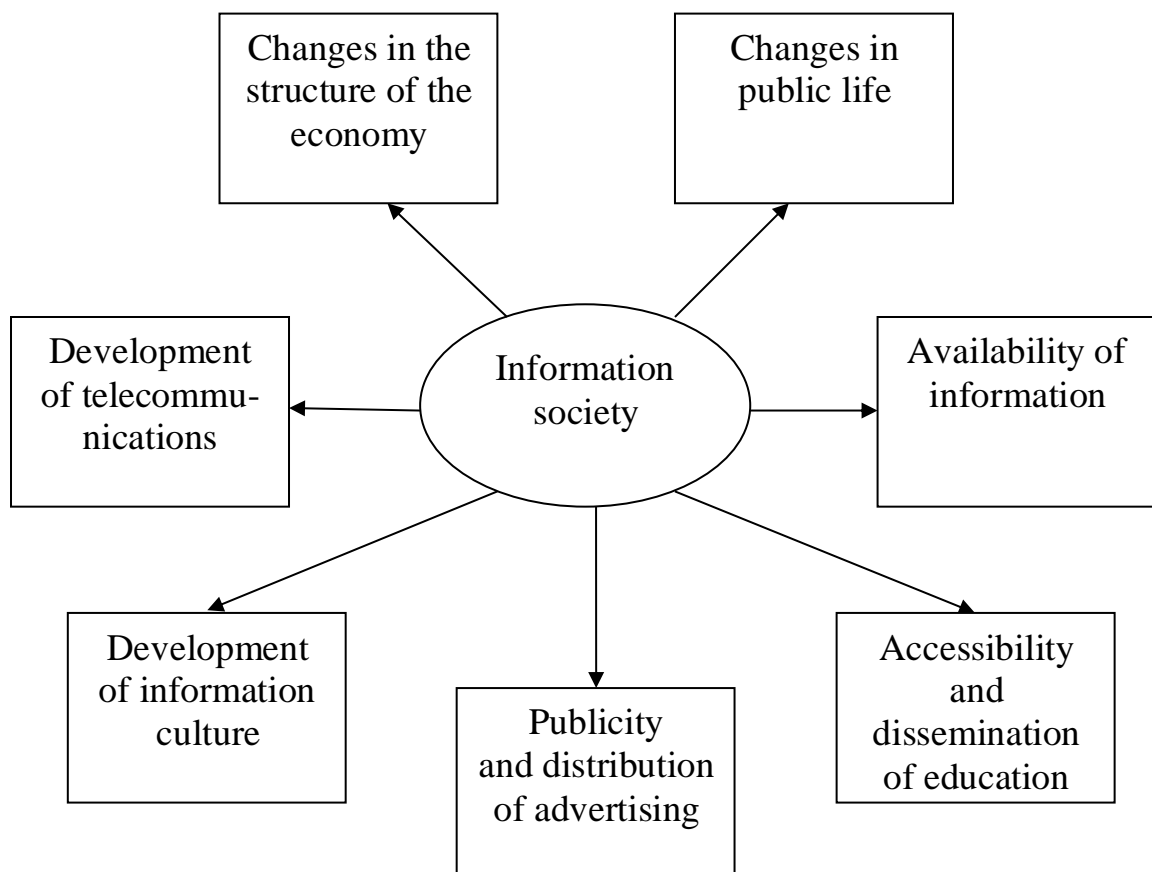 Changes in the
structure of the
economy
Changes in
public life
Development
of telecommu-
nications
Information
society
Availability of
information
Development
of information
culture
Publicity
and distribution
of advertising
Accessibility
and
dissemination
of education